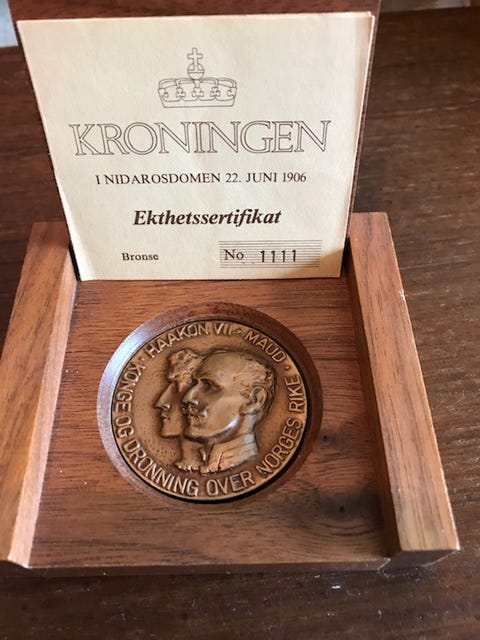 KRONINGEN
I NIDAROSDOMEN 22. JUNI 1906
Ekthetssertifikat
Bronse No 1111
· HAAKON VII · MAUD ·
KONGE OG DRONNING OVER NORGES RIKE